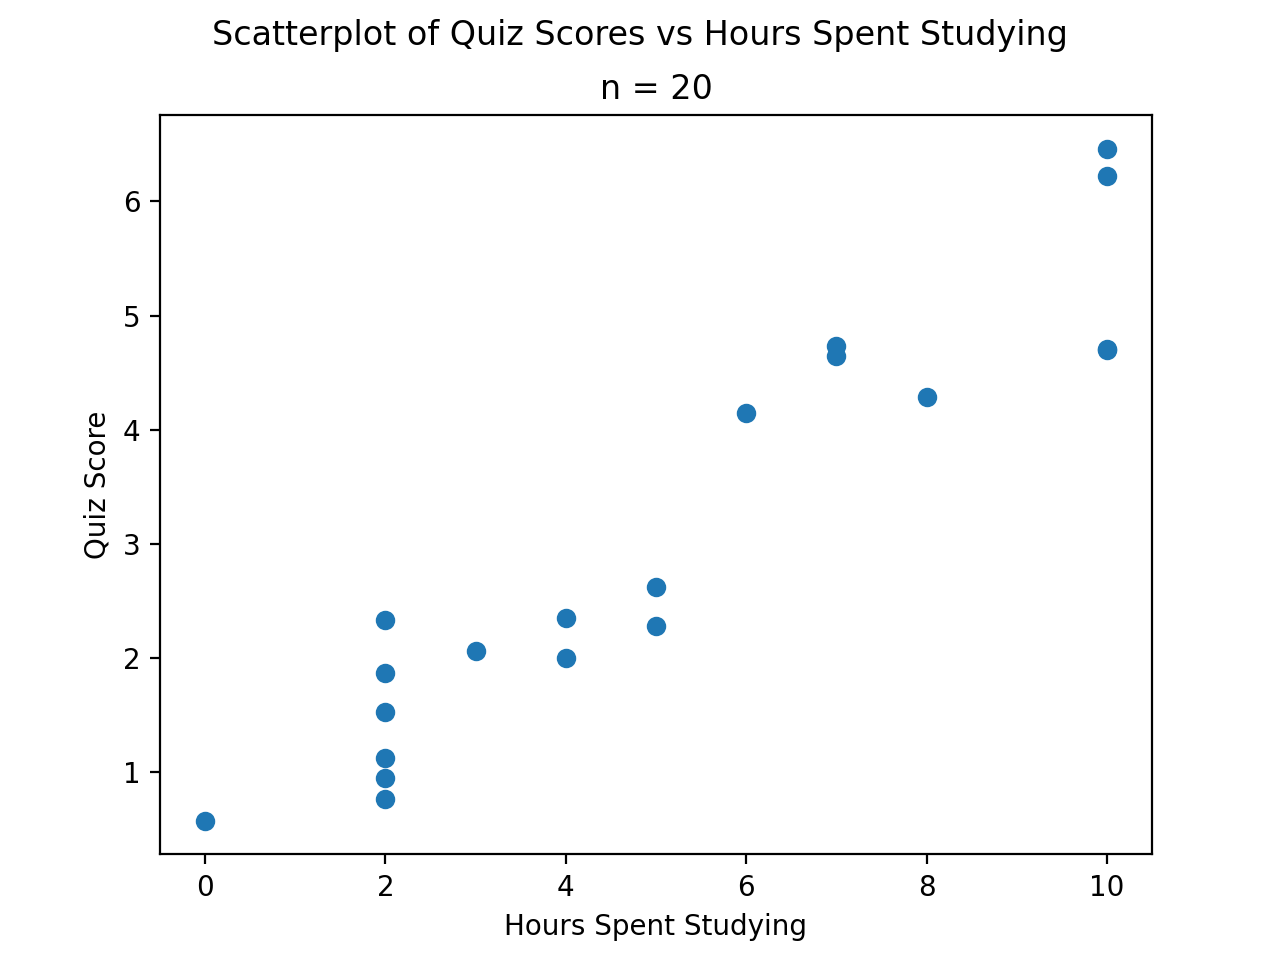 Scatterplot of Quiz Scores vs Hours Spent Studying
n = 20
6
5
4
3
2
1
Quiz Score
0 2 4 6 8 10
Hours Spent Studying